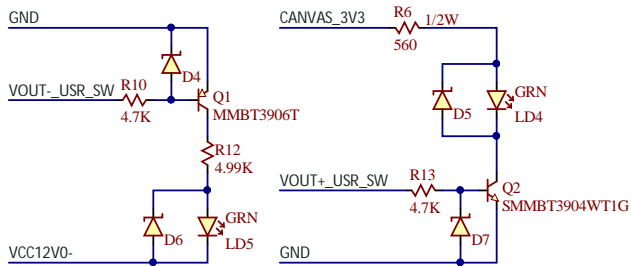 GND
D4
VOUT-_USR_SW
R10
4.7K
Q1
MMBT3906T
R12
4.99K
GRN
D6
LD5
VCC12V0-
CANVAS_3V3
R6
1/2W
560
GRN
D5
LD4
VOUT+_USR_SW
R13
4.7K
Q2
SMMBT3904WT1G
D7
GND